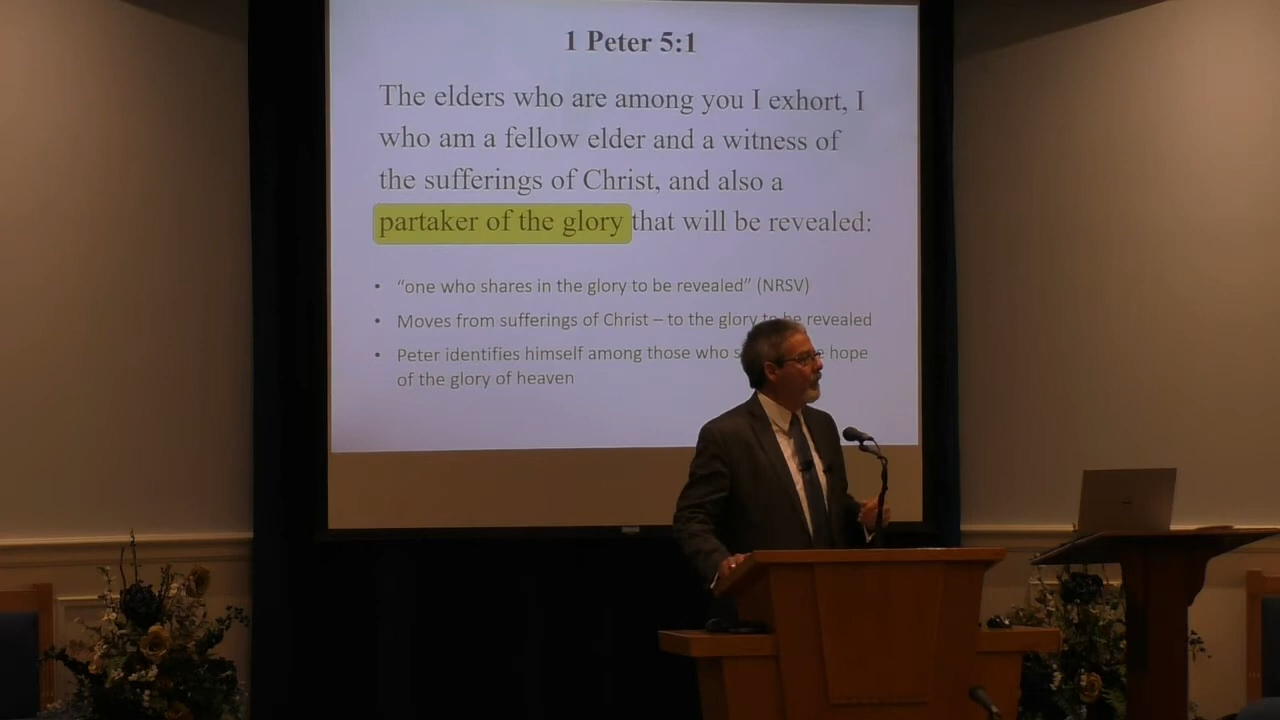 1 Peter 5:1
The elders who are among you I exhort, I
who am a fellow elder and a witness of
the sufferings of Christ, and also a
partaker of the glory that will be revealed:
• “one who shares in the glory to be revealed” (NRSV)
• Moves from sufferings of Christ – to the glory to be revealed
• Peter identifies himself among those who hope
of the glory of heaven